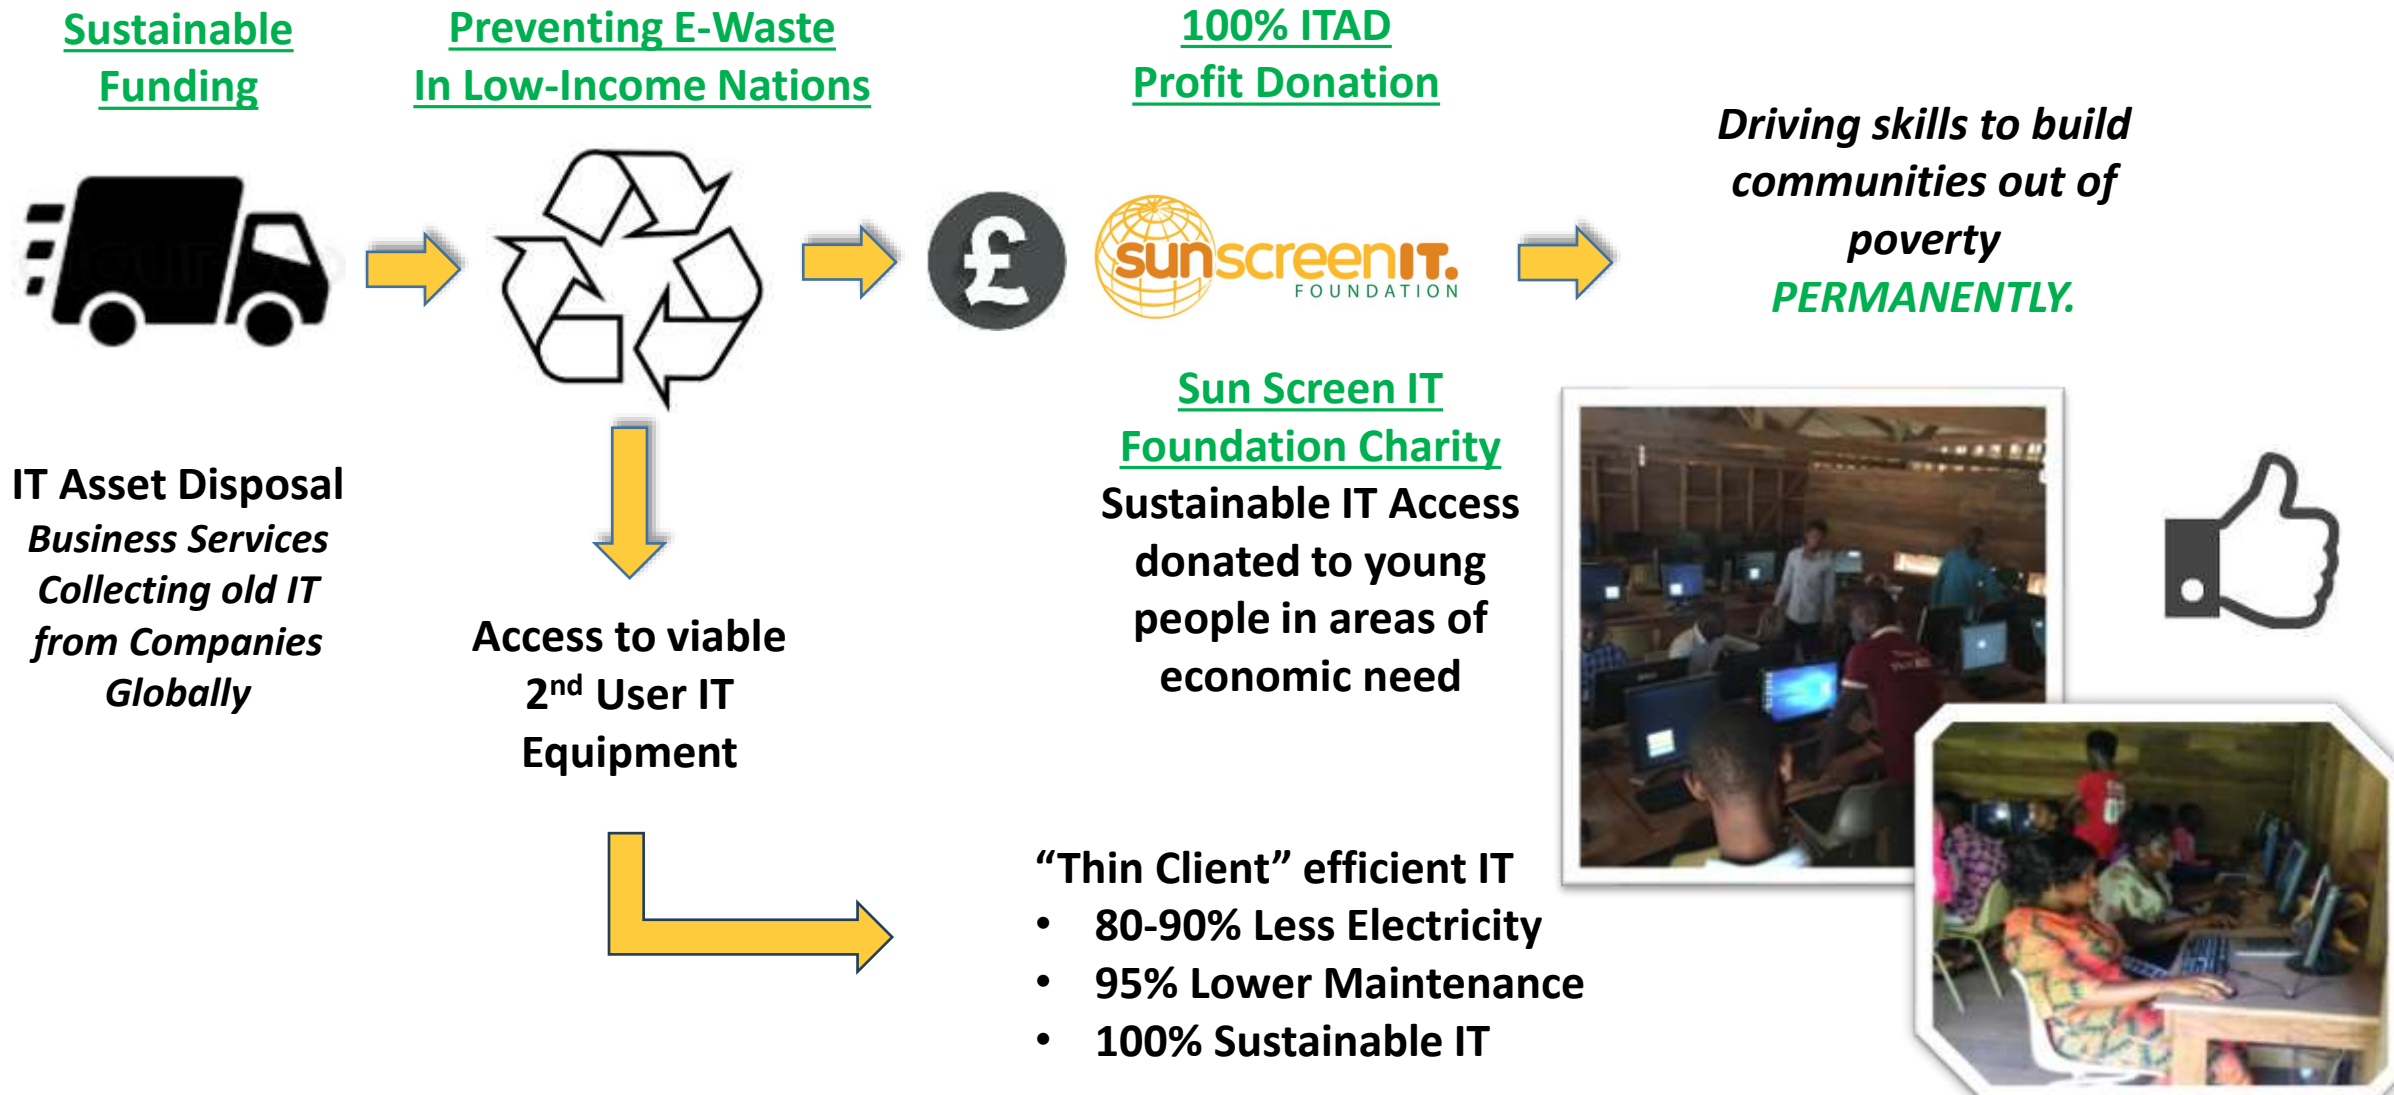 Sustainable
Funding
Preventing E-Waste
In Low-Income Nations
100% ITAD
Profit Donation
Driving skills to build
communities out of
poverty
PERMANENTLY.
£
sunscreenIT.
FOUNDATION
IT Asset Disposal
Business Services
Collecting old IT
from Companies
Globally
Access to viable
2nd User IT
Equipment
Sun Screen IT
Foundation Charity
Sustainable IT Access
donated to young
people in areas of
economic need
“Thin Client” efficient IT
• 80-90% Less Electricity
• 95% Lower Maintenance
• 100% Sustainable IT